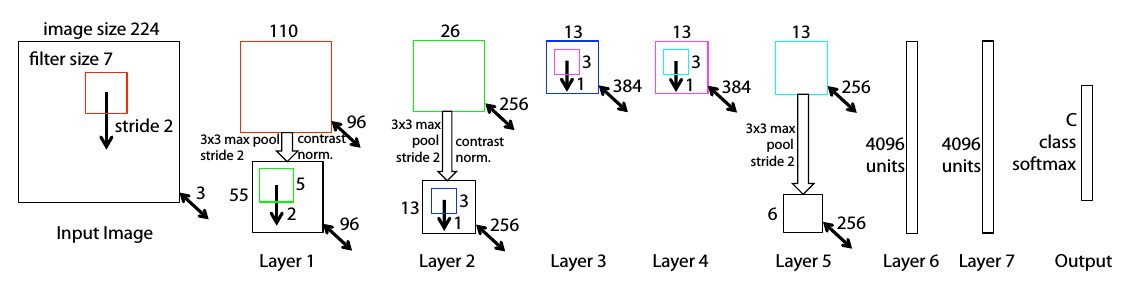 image size 224
filter size 7
stride 2
3
Input Image
110
96
3x3 max pool
stride 2
contrast
norm.
55
5
2
96
Layer 1
26
256
3x3 max
pool
stride 2
contrast
norm.
13
3
1
256
Layer 2
13
3
1
384
Layer 3
13
3
1
384
Layer 4
13
256
3x3 max
pool
stride 2
6
256
Layer 5
4096
units
Layer 6
4096
units
Layer 7
C
class
softmax
Output